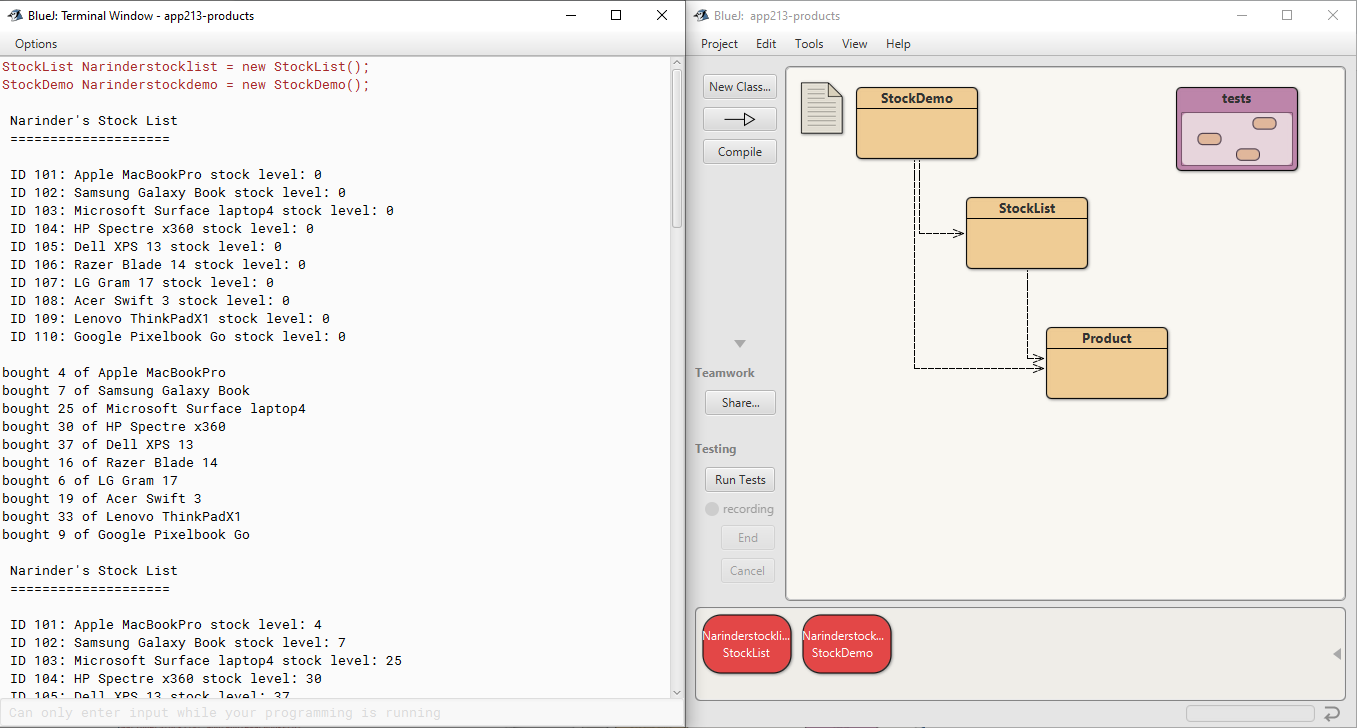 BlueJ: Terminal Window - app213-products
Options
StockList Narinderstocklist = new StockList();
StockDemo Narinderstockdemo = new StockDemo();
Narinder's Stock List
====================
ID 101: Apple MacBookPro stock level: 0
ID 102: Samsung Galaxy Book stock level: 0
ID 103: Microsoft Surface laptop4 stock level: 0
ID 104: HP Spectre x360 stock level: 0
ID 105: Dell XPS 13 stock level: 0
ID 106: Razer Blade 14 stock level: 0
ID 107: LG Gram 17 stock level: 0
ID 108: Acer Swift 3 stock level: 0
ID 109: Lenovo ThinkPadX1 stock level: 0
ID 110: Google Pixelbook Go stock level: 0
bought 4 of Apple MacBookPro
bought 7 of Samsung Galaxy Book
bought 25 of Microsoft Surface laptop4
bought 30 of HP Spectre x360
bought 37 of Dell XPS 13
bought 16 of Razer Blade 14
bought 6 of LG Gram 17
bought 19 of Acer Swift 3
bought 33 of Lenovo ThinkPadX1
bought 9 of Google Pixelbook Go
Narinder's Stock List
====================
ID 101: Apple MacBookPro stock level: 4
ID 102: Samsung Galaxy Book stock level: 7
ID 103: Microsoft Surface laptop4 stock level: 25
ID 104: HP Spectre x360 stock level: 30
ID 105: Dell XPS 13 stock level: 37
Can only enter input while your programming is running
BlueJ: app213-products
Project Edit Tools View Help
New Class...
Compile
Teamwork
Share...
Testing
Run Tests
recording
End
Cancel
StockDemo
tests
StockList
Product
Narinderstockli...
StockList
Narinderstock...
StockDemo